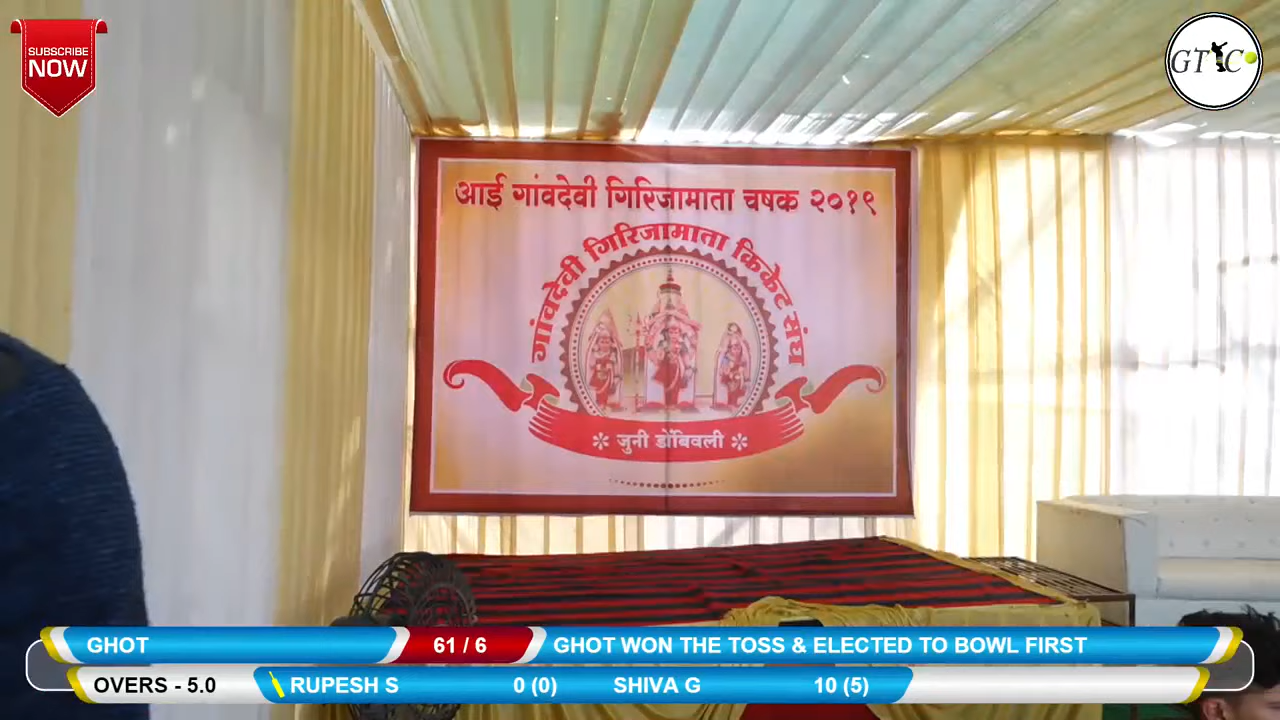 SUBSCRIBE
NOW
GTCC
आई गांवदेवी गिरिजामाता चषक २०१९
गांवदेवी गिरिजामाता क्रिकेट संघ
जुनी डोंबिवली
GHOT 61 / 6 GHOT WON THE TOSS & ELECTED TO BOWL FIRST
OVERS - 5.0 RUPESH S 0 (0) SHIVA G 10 (5)